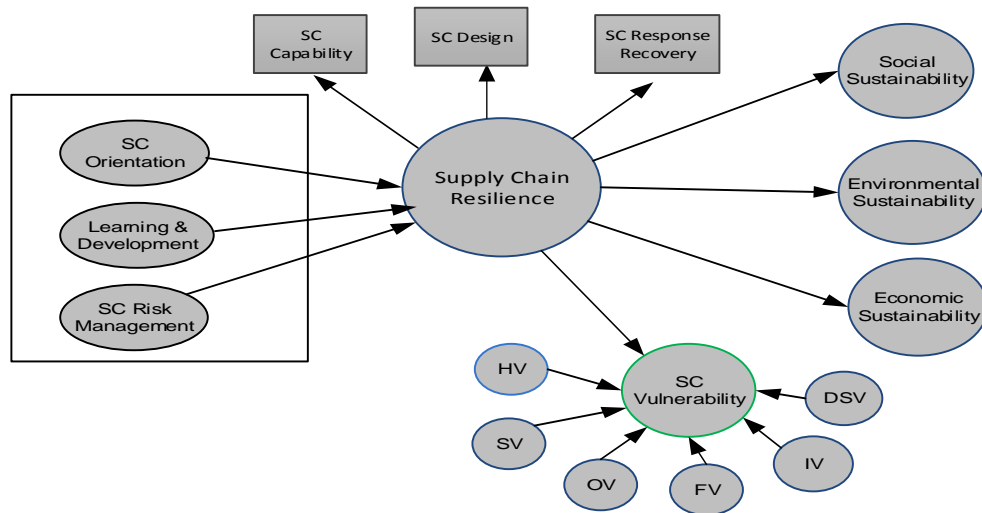 SC
Capability
SC Design
SC Response
Recovery
Social
Sustainability
SC
Orientation
Supply Chain
Resilience
Environmental
Sustainability
Learning &
Development
SC Risk
Management
Economic
Sustainability
HV
SC
Vulnerability
DSV
SV
IV
OV
FV